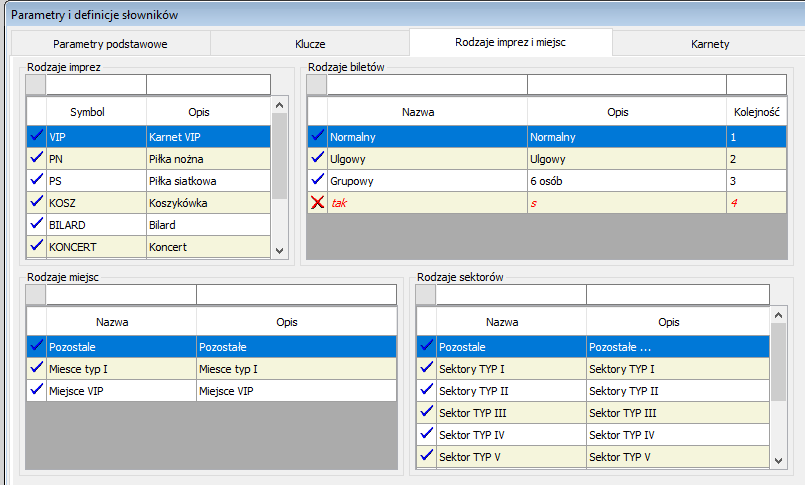 Parametry i definicje słowników
Parametry podstawowe Klucze Rodzaje imprez i miejsc Karnety
Rodzaje imprez
Symbol Opis
VIP Karnet VIP
PN Piłka nożna
PS Piłka siatkowa
KOSZ Koszykówka
BILARD Bilard
KONCERT Koncert
Rodzaje biletów
Nazwa Opis Kolejność
Normalny Normalny 1
Ulgowy Ulgowy 2
Grupowy 6 osób 3
tak s 4
Rodzaje miejsc
Nazwa Opis
Pozostale Pozostałe
Miesce typ I Miesce typ I
Miejsce VIP Miejsce VIP
Rodzaje sektorów
Nazwa Opis
Pozostale Pozostałe ...
Sektory TYP I Sektory TYP I
Sektory TYP II Sektory TYP II
Sektor TYP III Sektor TYP III
Sektor TYP IV Sektor TYP IV
Sektor TYP V Sektor TYP V